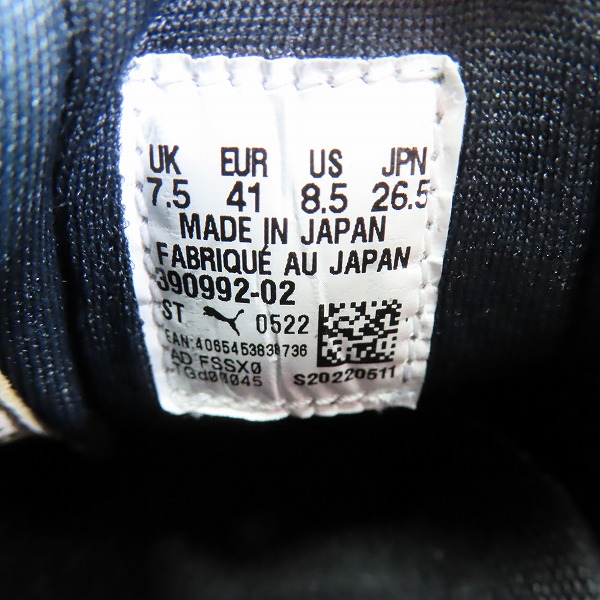 UK EUR US JPN
7.5 41 8.5 26.5
MADE IN JAPAN
FABRIQUÉ AU JAPAN
390992-02
ST 0522
EAN:4065453838736
AD FSSX0
S20220511